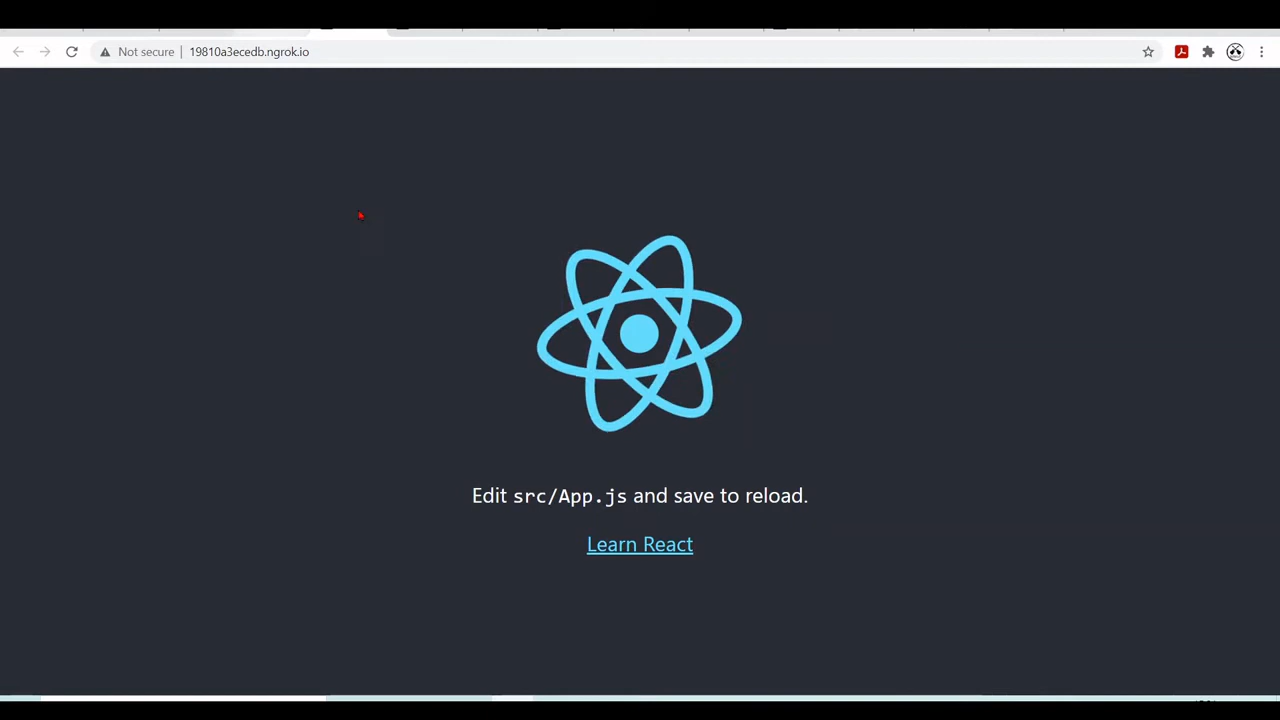 Not secure | 19810a3ecedb.ngrok.io
Edit src/App.js and save to reload.
Learn React